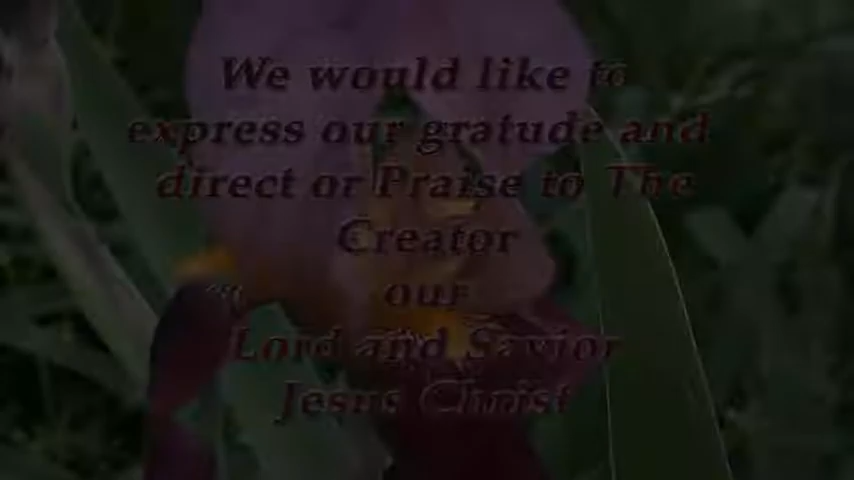 We would like to
express our gratude and
direct or Praise to The
Creator
our
Lord and Savior
Jesus Christ